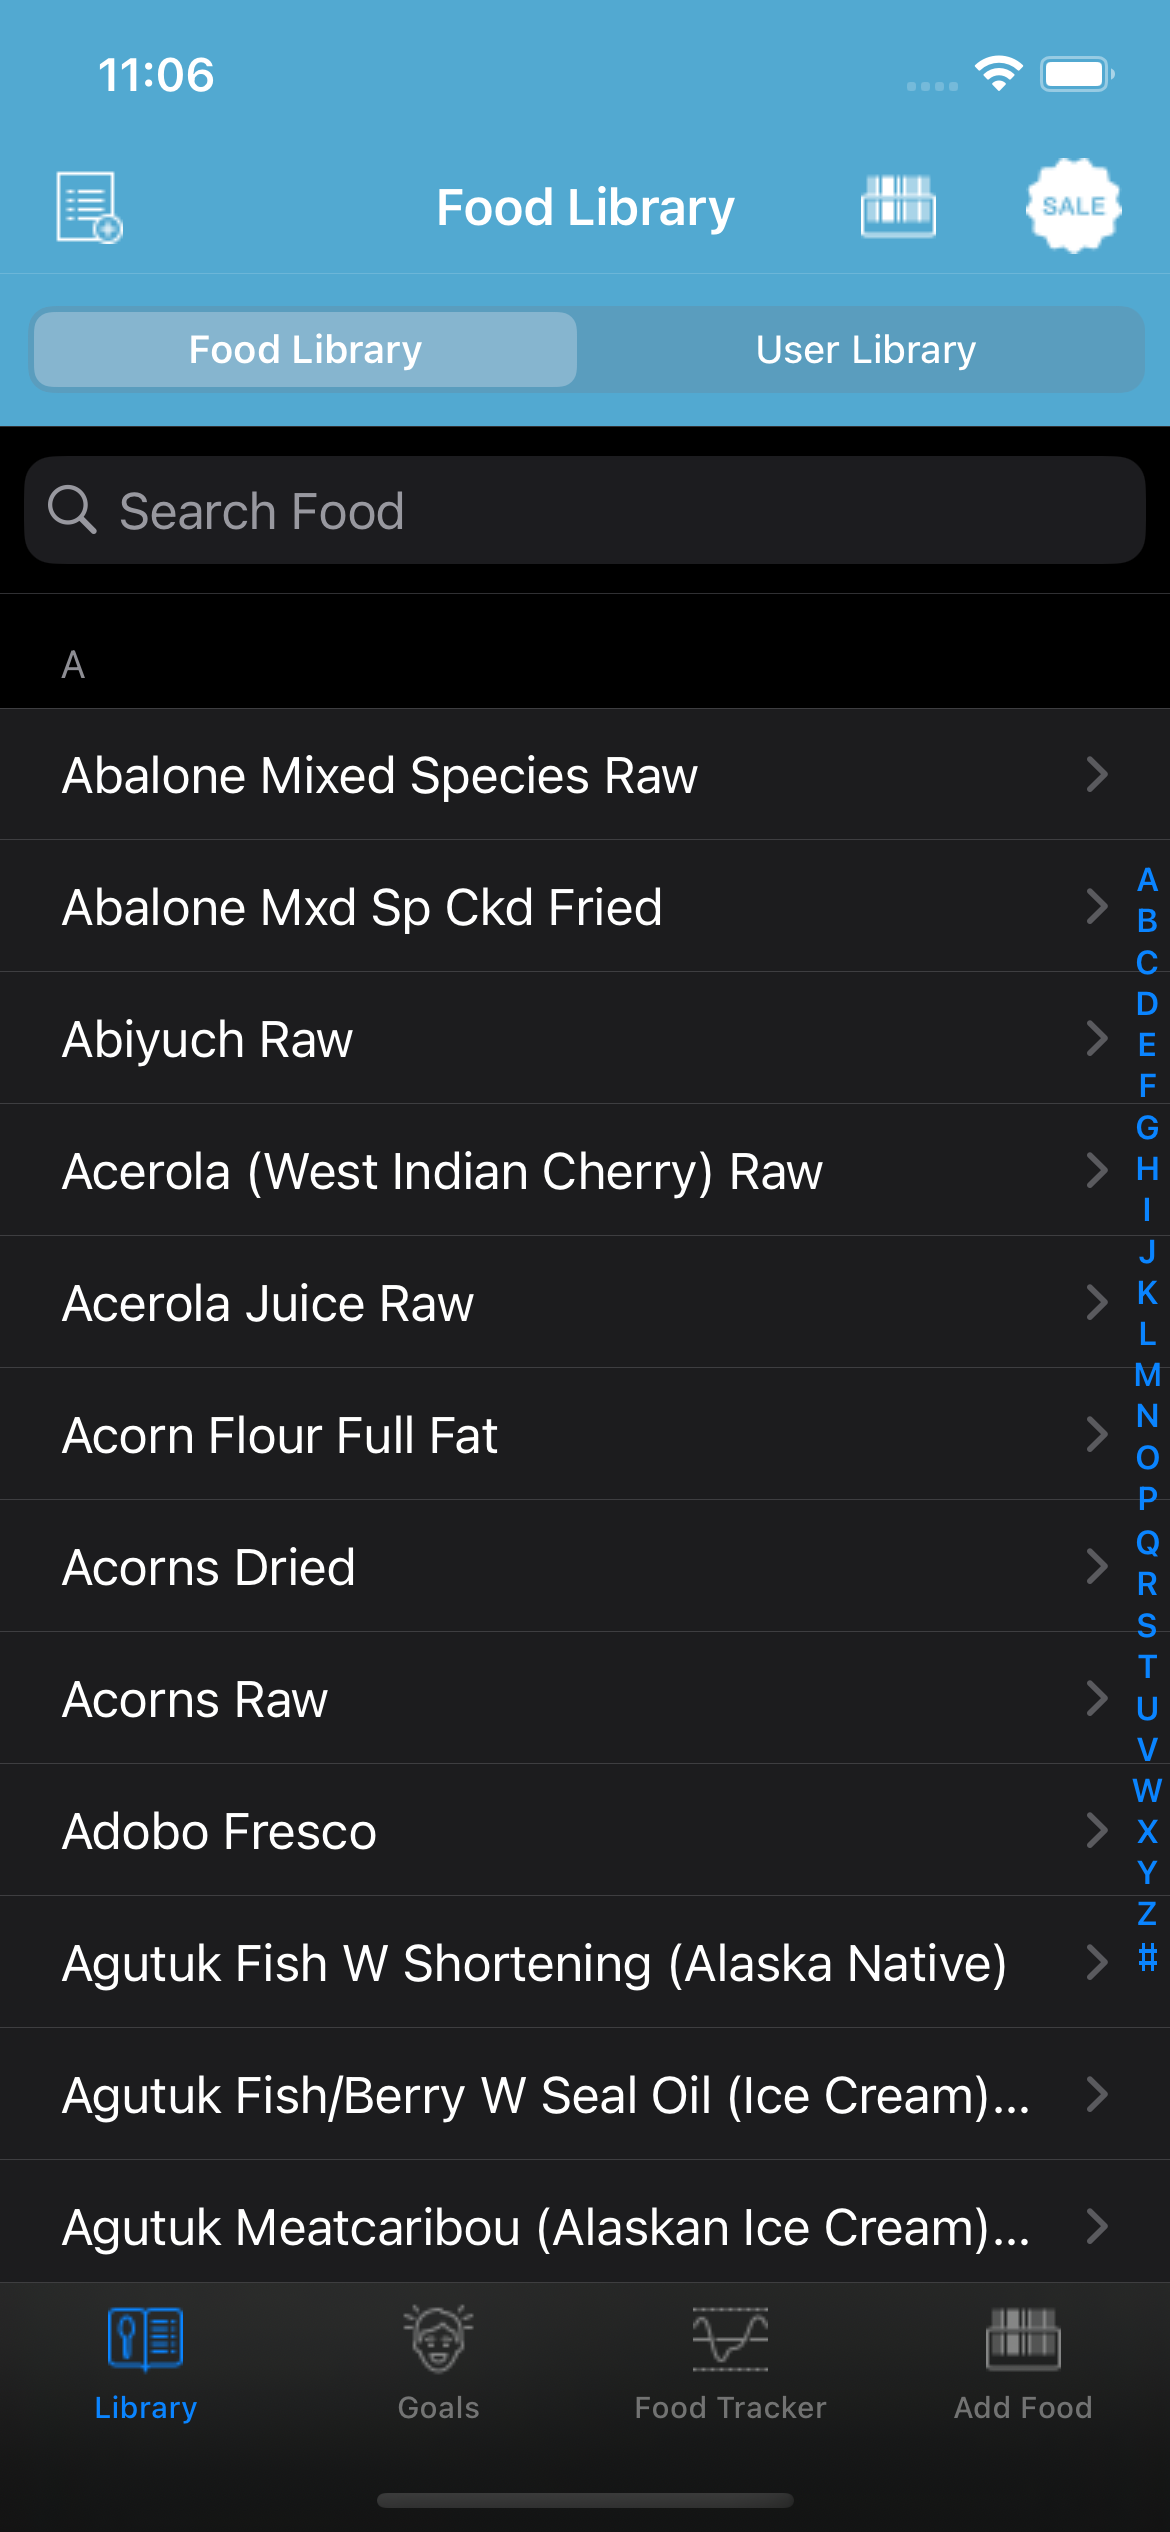 11:06
Food Library
SALE
Food Library
User Library
Search Food
A
Abalone Mixed Species Raw
Abalone Mxd Sp Ckd Fried
Abiyuch Raw
Acerola (West Indian Cherry) Raw
Acerola Juice Raw
Acorn Flour Full Fat
Acorns Dried
Acorns Raw
Adobo Fresco
Agutuk Fish W Shortening (Alaska Native)
Agutuk Fish/Berry W Seal Oil (Ice Cream)...
Agutuk Meatcaribou (Alaskan Ice Cream)...
A
B
C
D
E
F
G
H
I
J
K
L
M
N
O
P
Q
R
S
T
U
V
W
X
Y
Z
#
Library
Goals
Food Tracker
Add Food